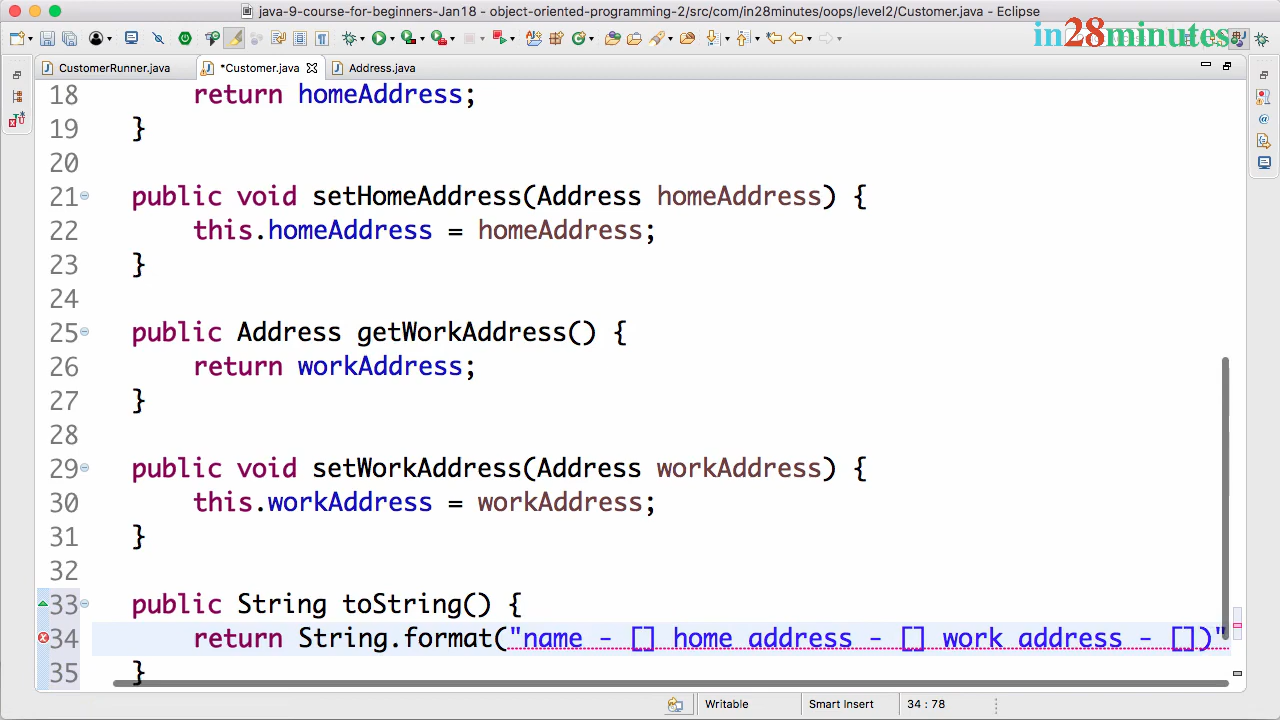 java-9-course-for-beginners-Jan18 - object-oriented-programming-2/src/com/in28minutes/oops/level2/Customer.java - Eclipse
in28minutes
CustomerRunner.java
*Customer.java
Address.java
18 return homeAddress;
19 }
20
21 public void setHomeAddress(Address homeAddress) {
22 this.homeAddress = homeAddress;
23 }
24
25 public Address getWorkAddress() {
26 return workAddress;
27 }
28
29 public void setWorkAddress(Address workAddress) {
30 this.workAddress = workAddress;
31 }
32
33 public String toString() {
34 return String.format("name - [] home address - [] work address - [])"
35 }
Writable
Smart Insert
34 : 78